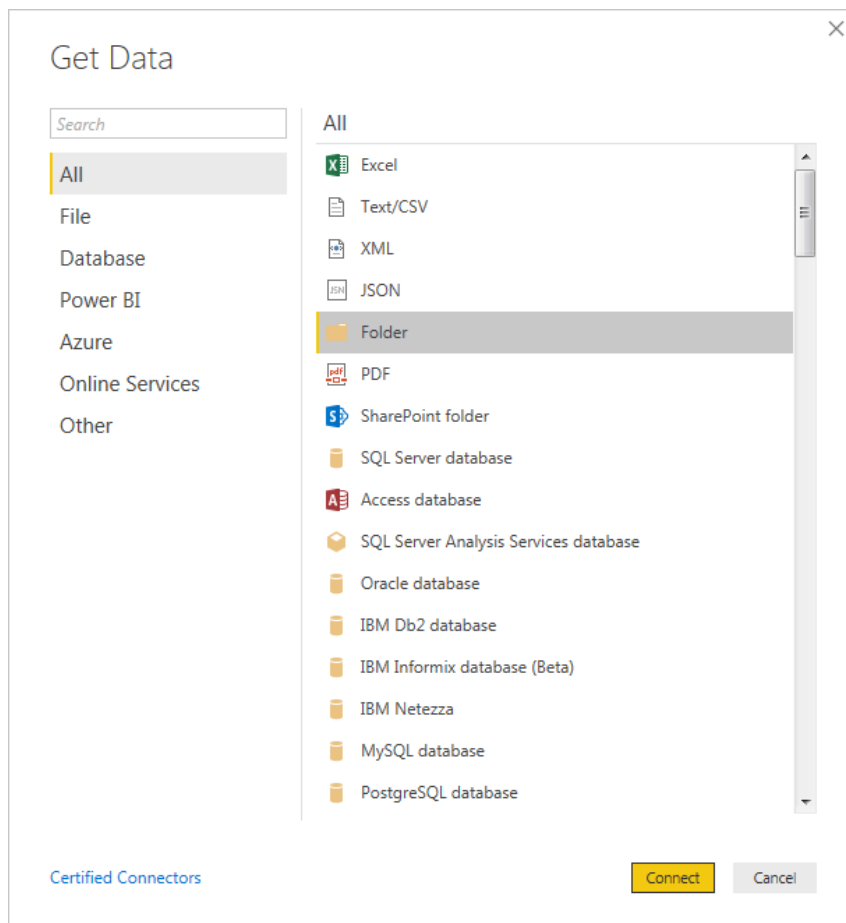 Get Data
Search
All
File
Database
Power BI
Azure
Online Services
Other
All
Excel
Text/CSV
XML
JSN JSON
Folder
pdf PDF
S SharePoint folder
SQL Server database
A Access database
SQL Server Analysis Services database
Oracle database
IBM Db2 database
IBM Informix database (Beta)
IBM Netezza
MySQL database
PostgreSQL database
Certified Connectors
Connect
Cancel